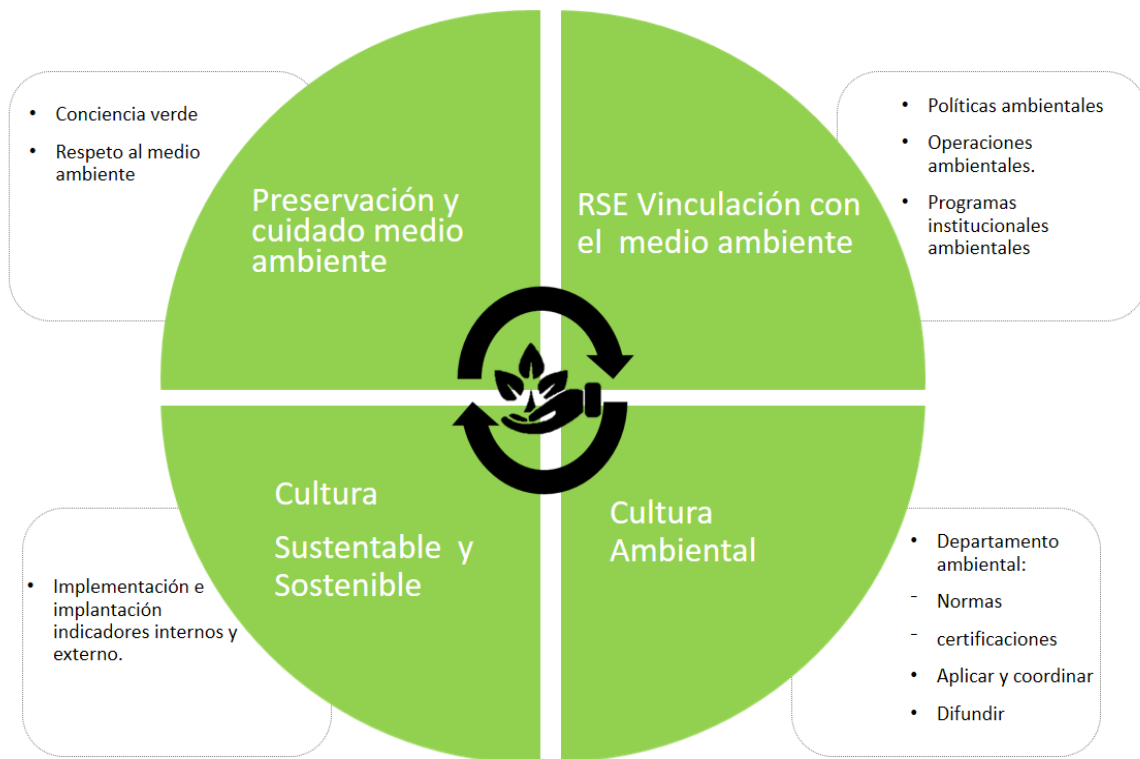 • Conciencia verde
• Respeto al medio
ambiente
Preservación y
cuidado medio
ambiente
RSE Vinculación con
el medio ambiente
• Políticas ambientales
• Operaciones
ambientales.
• Programas
institucionales
ambientales
• Implementación e
implantación
indicadores internos y
externo.
Cultura
Sustentable y
Sostenible
Cultura
Ambiental
• Departamento
ambiental:
- Normas
- certificaciones
• Aplicar y coordinar
• Difundir